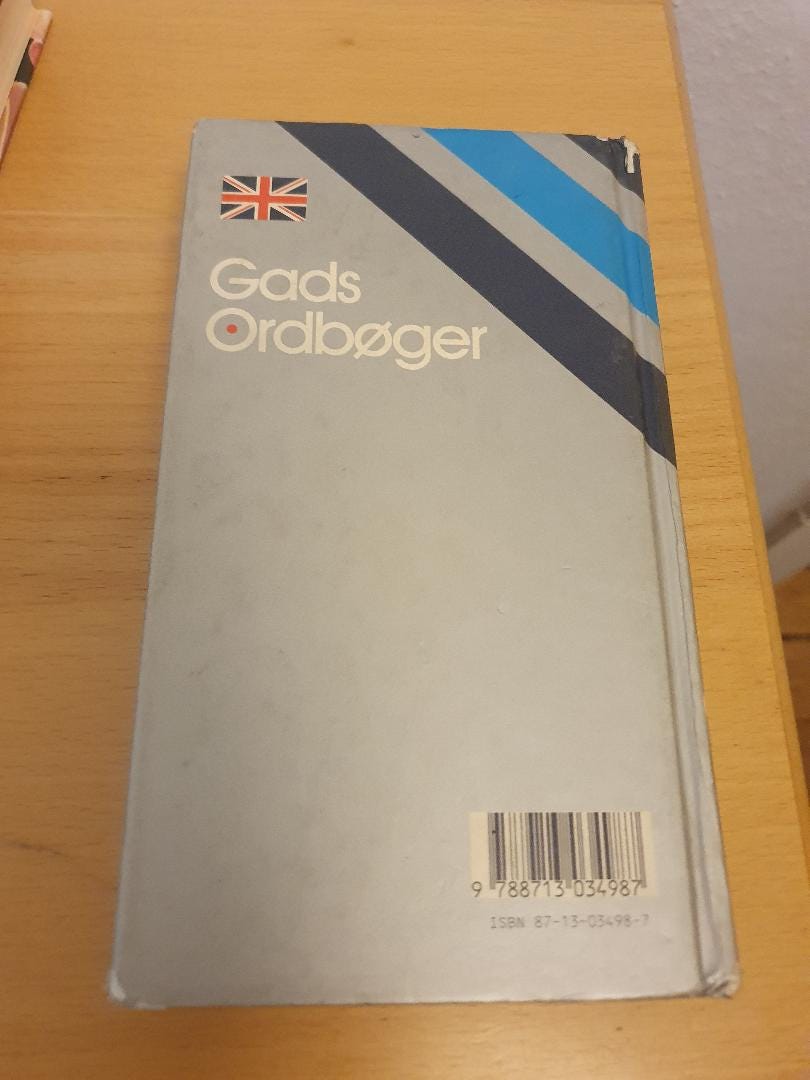 Gads
Ordbøger
9 788713 034987
ISBN 87-13-03498-7